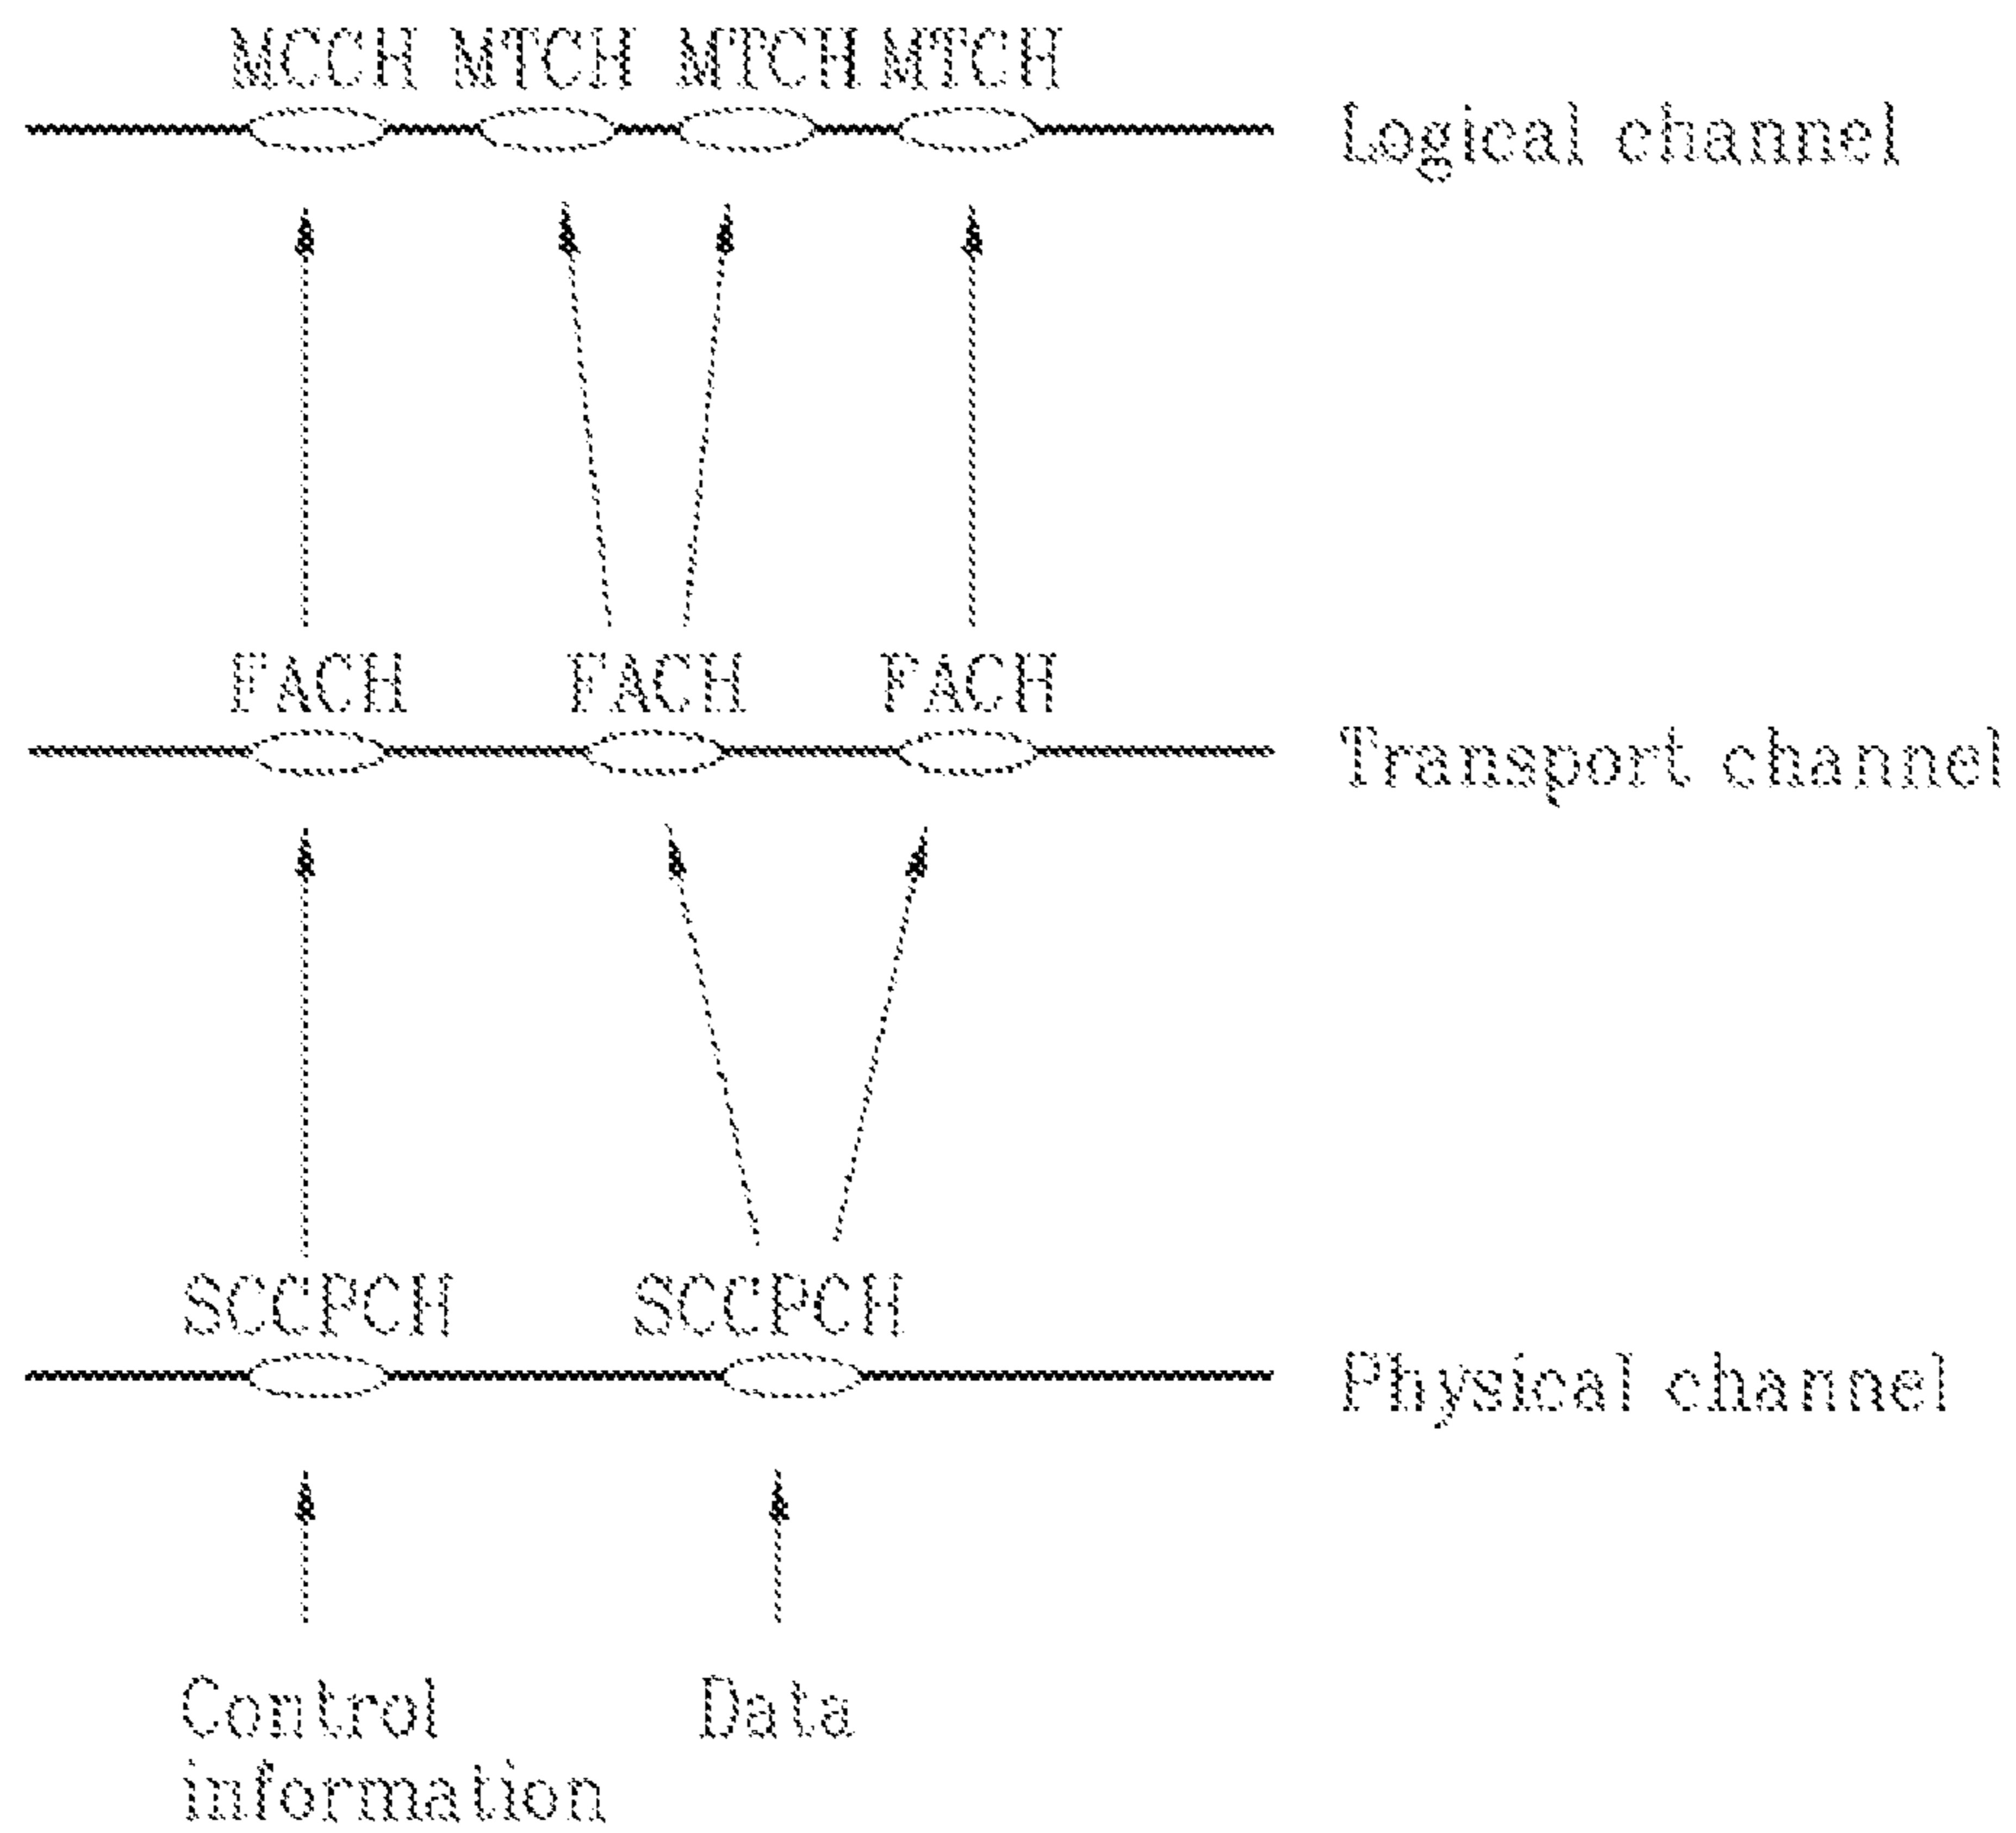 MCCH MTCH MTCH MTCH
Logical channel
FACH FACH FACH
Transport channel
SCCPCH SCCPCH
Physical channel
Control
information
Data